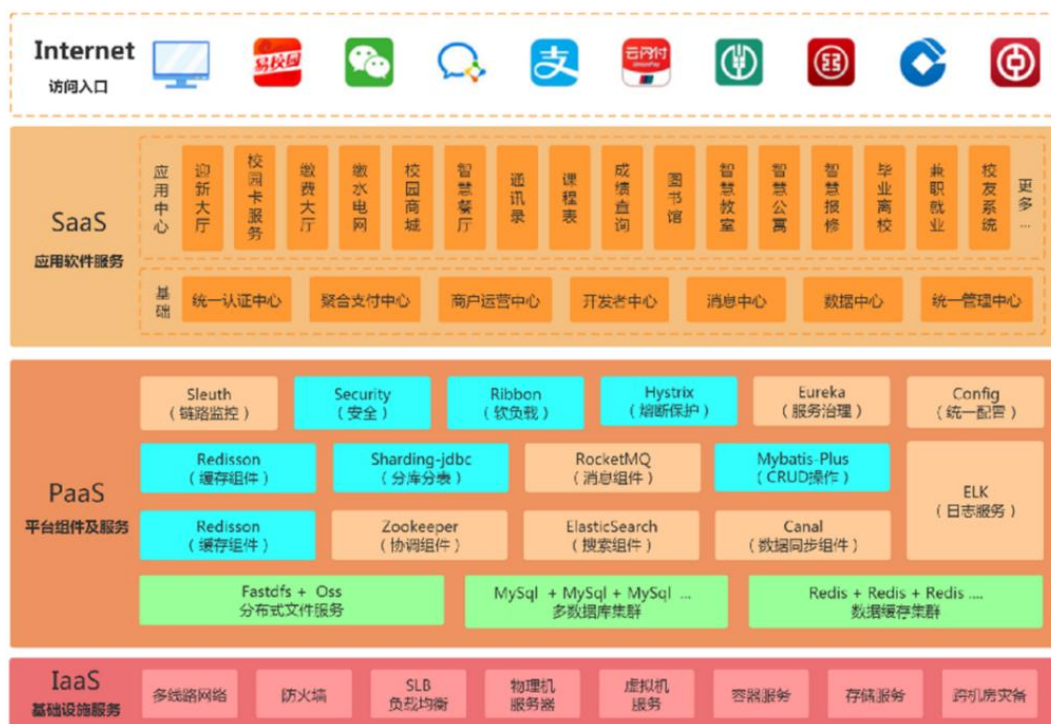 Internet
访问入口
易校园
云闪付
UnionPay
SaaS
应用软件服务
应用中心
迎新大厅
校园卡服务
缴费大厅
缴水电网
校园商城
智慧餐厅
通讯录
课程表
成绩查询
图书馆
智慧教室
智慧公寓
智慧报修
毕业离校
兼职就业
校友系统
更多...
基础
统一认证中心
聚合支付中心
商户运营中心
开发者中心
消息中心
数据中心
统一管理中心
PaaS
平台组件及服务
Sleuth
（链路监控）
Security
（安全）
Ribbon
（软负载）
Hystrix
（熔断保护）
Eureka
（服务治理）
Config
（统一配置）
Redisson
（缓存组件）
Sharding-jdbc
（分库分表）
RocketMQ
（消息组件）
Mybatis-Plus
（CRUD操作）
ELK
（日志服务）
Redisson
（缓存组件）
Zookeeper
（协调组件）
ElasticSearch
（搜索组件）
Canal
（数据同步组件）
Fastdfs + Oss
分布式文件服务
MySql + MySql + MySql ...
多数据库集群
Redis + Redis + Redis ....
数据缓存集群
IaaS
基础设施服务
多线路网络
防火墙
SLB
负载均衡
物理机
服务器
虚拟机
服务
容器服务
存储服务
跨机房灾备